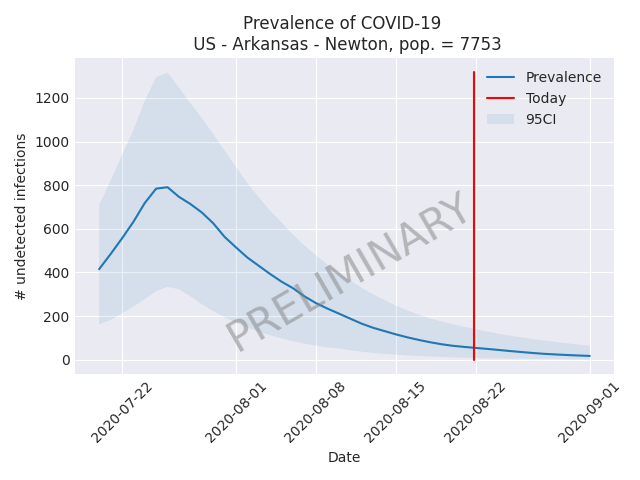 Prevalence of COVID-19
US - Arkansas - Newton, pop. = 7753
# undetected infections
1200
1000
800
600
400
200
0
Prevalence
Today
95CI
PRELIMINARY
2020-07-22
2020-08-01
2020-08-08
2020-08-15
2020-08-22
2020-09-01
Date